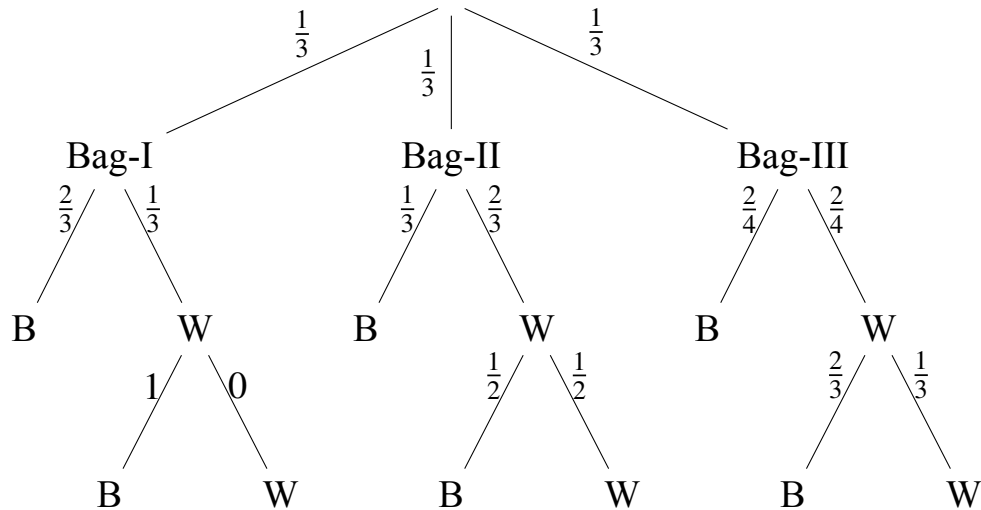 1/3 1/3 1/3
Bag-I Bag-II Bag-III
2/3 1/3 1/3 2/3 2/4 2/4
B W B W B W
1 0 1/2 1/2 2/3 1/3
B W B W B W